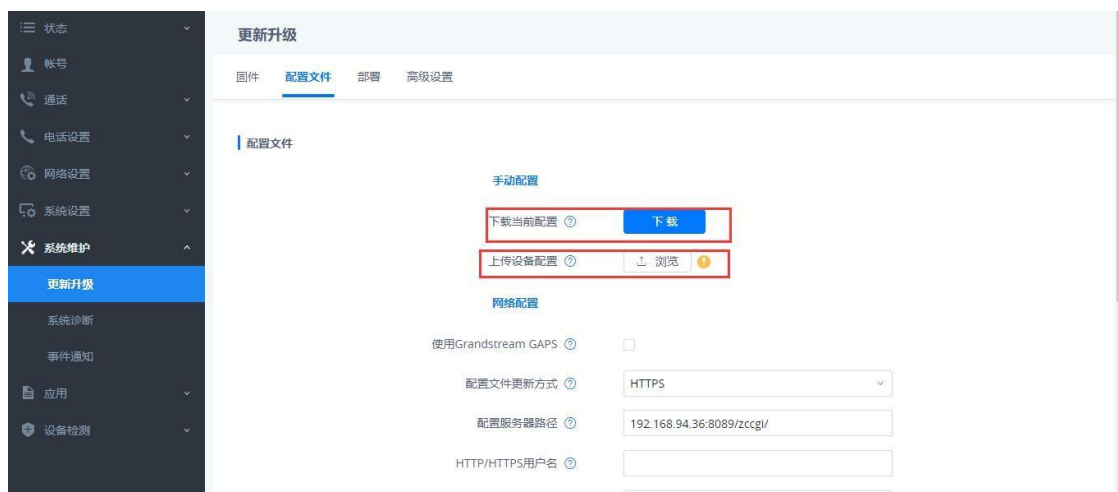 状态
帐号
通话
电话设置
网络设置
系统设置
系统维护
更新升级
系统诊断
事件通知
应用
设备检测
更新升级
固件 配置文件 部署 高级设置
配置文件
手动配置
下载当前配置 下载
上传设备配置 浏览
网络配置
使用Grandstream GAPS
配置文件更新方式 HTTPS
配置服务器路径 192.168.94.36:8089/zccgi/
HTTP/HTTPS用户名